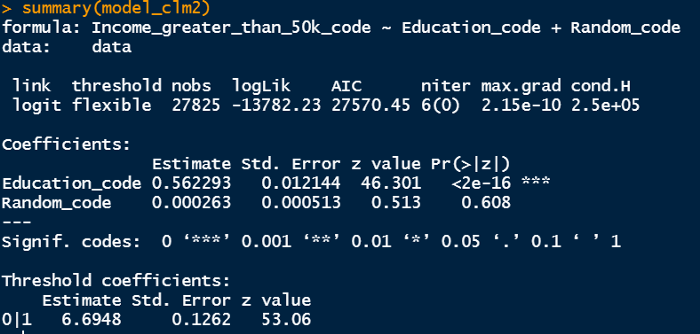 > summary(model_clm2)
formula: Income_greater_than_50k_code ~ Education_code + Random_code
data:    data

 link  threshold nobs  logLik    AIC      niter max.grad cond.H
 logit flexible  27825 -13782.23 27570.45 6(0)  2.15e-10 2.5e+05

Coefficients:
               Estimate Std. Error z value Pr(>|z|)
Education_code 0.562293   0.012144  46.301   <2e-16 ***
Random_code    0.000263   0.000513   0.513    0.608
---
Signif. codes:  0 ‘***’ 0.001 ‘**’ 0.01 ‘*’ 0.05 ‘.’ 0.1 ‘ ’ 1

Threshold coefficients:
    Estimate Std. Error z value
0|1   6.6948     0.1262   53.06